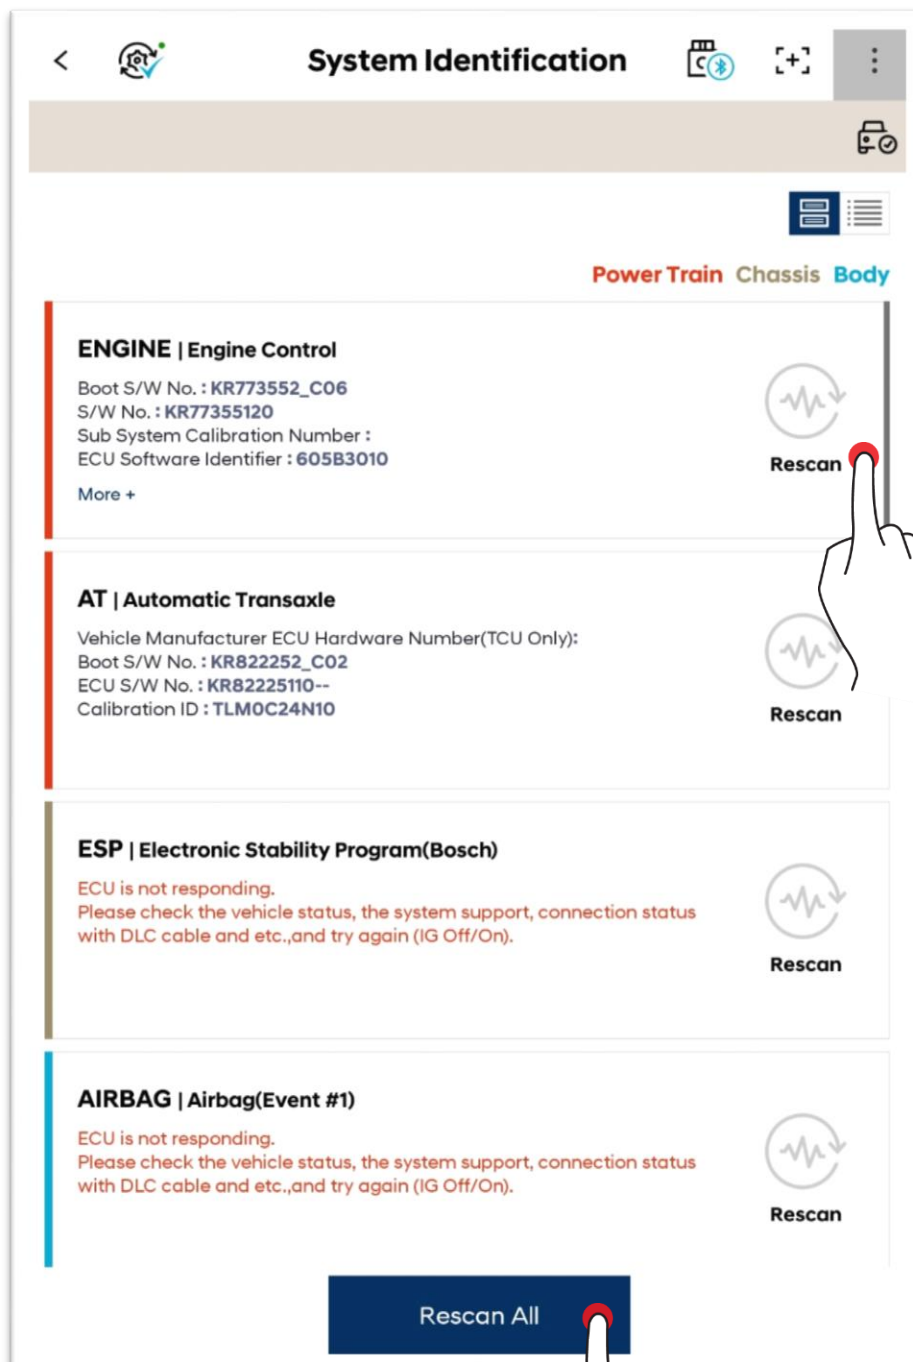 System Identification
Power Train Chassis Body
ENGINE | Engine Control
Boot S/W No. : KR773552_C06
S/W No. : KR77355120
Sub System Calibration Number :
ECU Software Identifier : 605B3010
More +
Rescan
AT | Automatic Transaxle
Vehicle Manufacturer ECU Hardware Number(TCU Only):
Boot S/W No. : KR822252_C02
ECU S/W No. : KR82225110--
Calibration ID : TLM0C24N10
Rescan
ESP | Electronic Stability Program(Bosch)
ECU is not responding.
Please check the vehicle status, the system support, connection status
with DLC cable and etc.,and try again (IG Off/On).
Rescan
AIRBAG | Airbag(Event #1)
ECU is not responding.
Please check the vehicle status, the system support, connection status
with DLC cable and etc.,and try again (IG Off/On).
Rescan
Rescan All